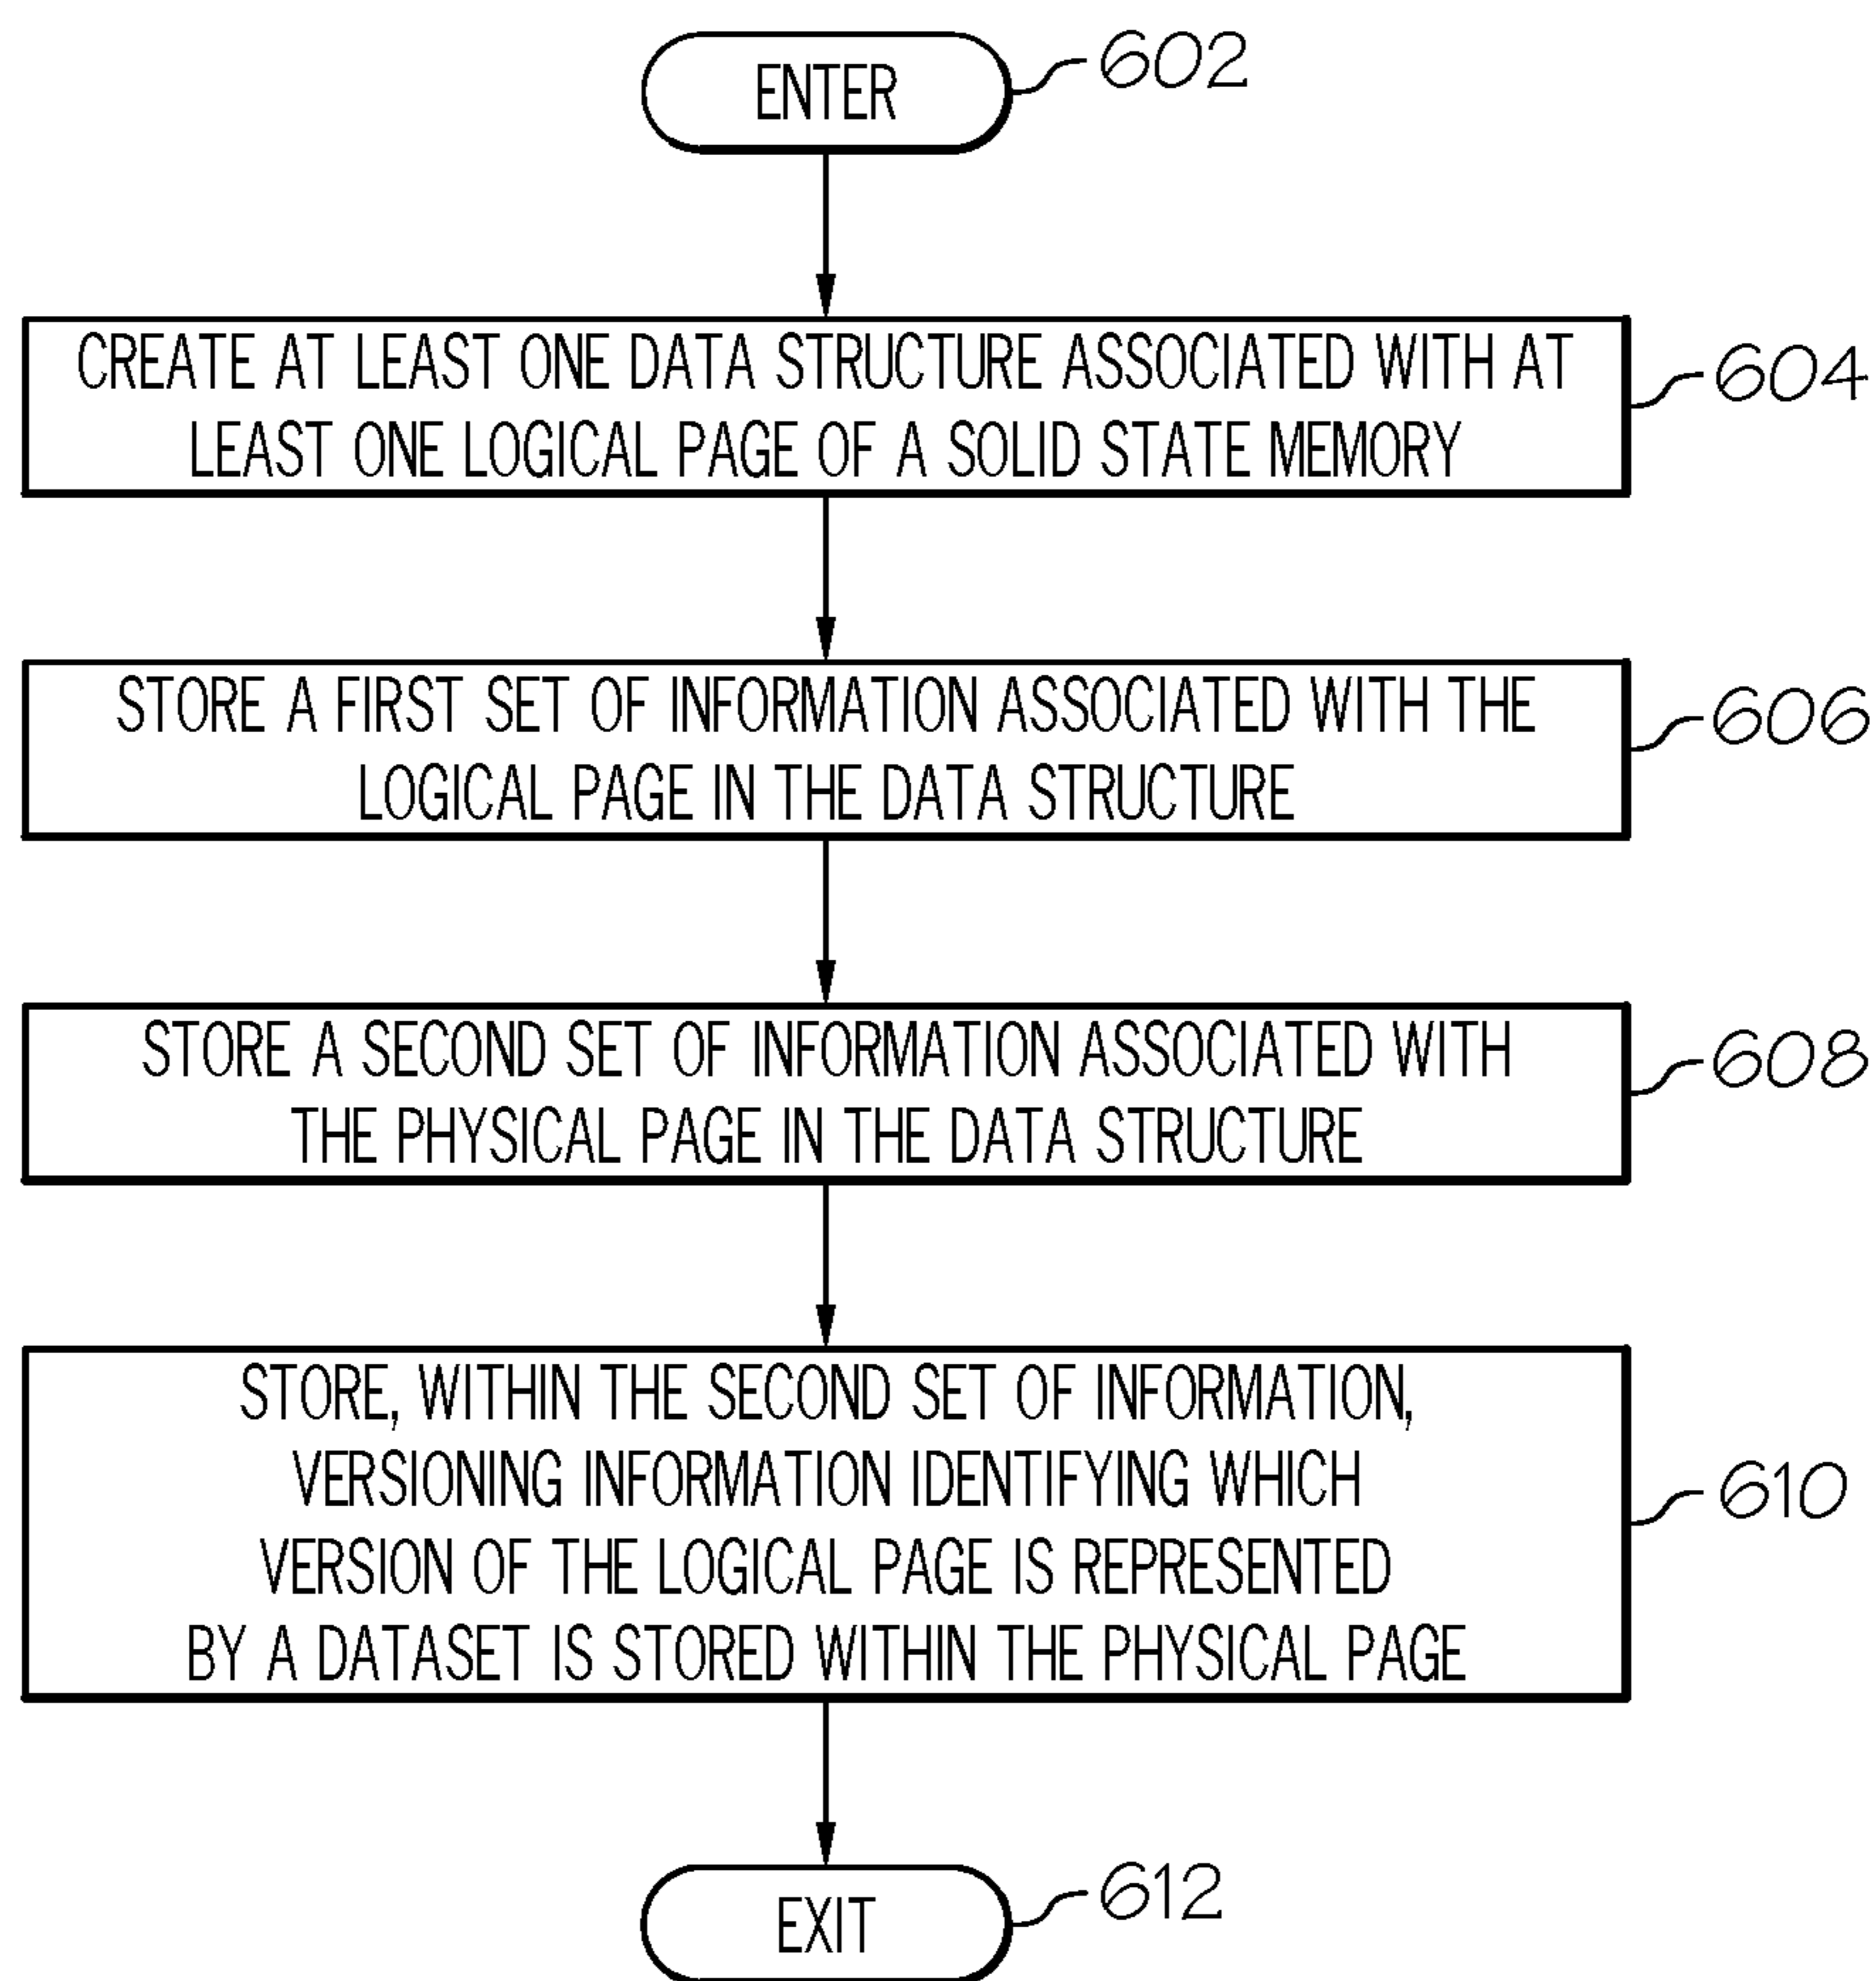 ENTER
602
CREATE AT LEAST ONE DATA STRUCTURE ASSOCIATED WITH AT
LEAST ONE LOGICAL PAGE OF A SOLID STATE MEMORY
604
STORE A FIRST SET OF INFORMATION ASSOCIATED WITH THE
LOGICAL PAGE IN THE DATA STRUCTURE
606
STORE A SECOND SET OF INFORMATION ASSOCIATED WITH
THE PHYSICAL PAGE IN THE DATA STRUCTURE
608
STORE, WITHIN THE SECOND SET OF INFORMATION,
VERSIONING INFORMATION IDENTIFYING WHICH
VERSION OF THE LOGICAL PAGE IS REPRESENTED
BY A DATASET IS STORED WITHIN THE PHYSICAL PAGE
610
EXIT
612